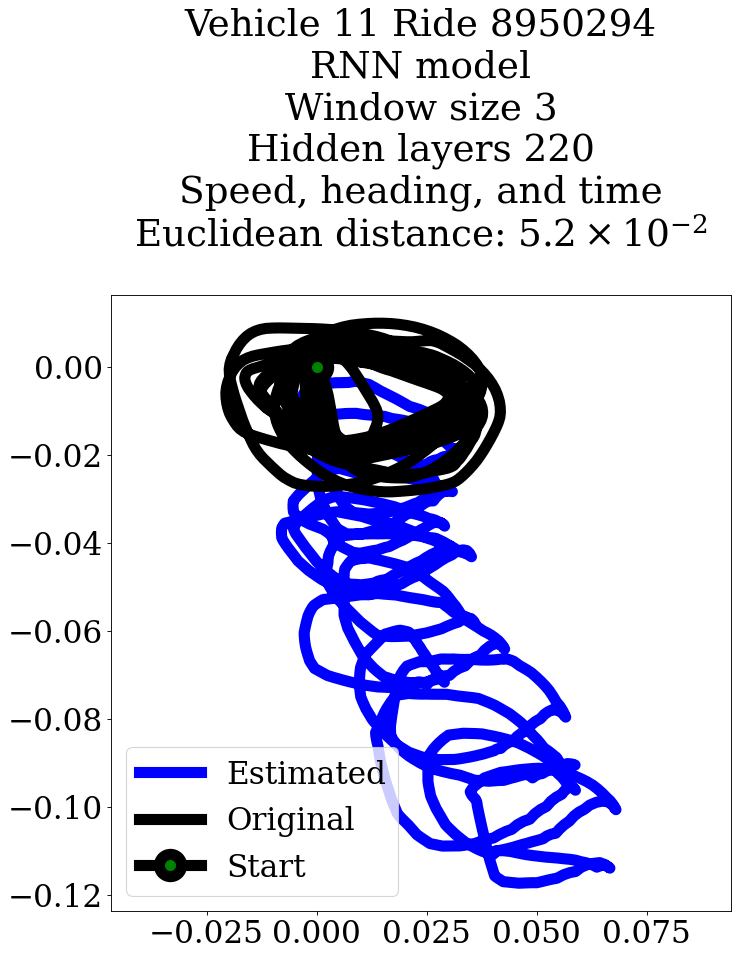 Vehicle 11 Ride 8950294
RNN model
Window size 3
Hidden layers 220
Speed, heading, and time
Euclidean distance: 5.2 × 10⁻²
0.00
−0.02
−0.04
−0.06
−0.08
−0.10
−0.12
Estimated
Original
Start
−0.025 0.000 0.025 0.050 0.075